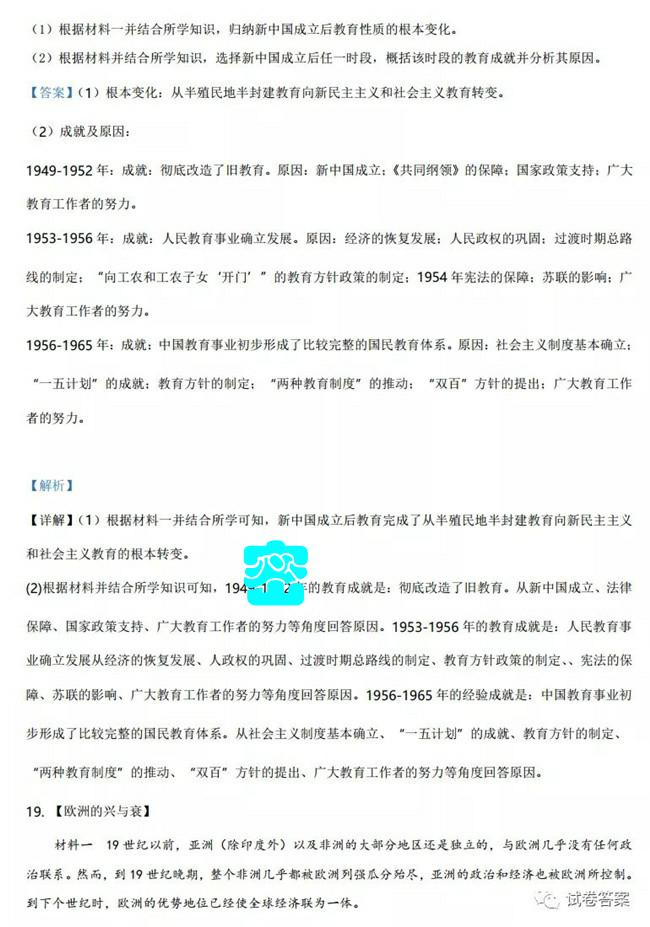 （1）根据材料一并结合所学知识，归纳新中国成立后教育性质的根本变化。
（2）根据材料并结合所学知识，选择新中国成立后任一时段，概括该时段的教育成就并分析其原因。
【答案】（1）根本变化：从半殖民地半封建教育向新民主主义和社会主义教育转变。
（2）成就及原因：
1949-1952 年：成就：彻底改造了旧教育。原因：新中国成立；《共同纲领》的保障；国家政策支持；广大
教育工作者的努力。
1953-1956 年：成就：人民教育事业确立发展。原因：经济的恢复发展；人民政权的巩固；过渡时期总路
线的制定；“向工农和工农子女‘开门’”的教育方针政策的制定；1954 年宪法的保障；苏联的影响；广
大教育工作者的努力。
1956-1965 年：成就：中国教育事业初步形成了比较完整的国民教育体系。原因：社会主义制度基本确立；
“一五计划”的成就；教育方针的制定；“两种教育制度”的推动；“双百”方针的提出；广大教育工作
者的努力。
【解析】
【详解】（1）根据材料一并结合所学可知，新中国成立后教育完成了从半殖民地半封建教育向新民主主义
和社会主义教育的根本转变。
(2)根据材料并结合所学知识可知，年的教育成就是：彻底改造了旧教育。从新中国成立、法律
保障、国家政策支持、广大教育工作者的努力等角度回答原因。1953-1956 年的教育成就是：人民教育事
业确立发展从经济的恢复发展、人政权的巩固、过渡时期总路线的制定、教育方针政策的制定、、宪法的保
障、苏联的影响、广大教育工作者的努力等角度回答原因。1956-1965 年的经验成就是：中国教育事业初
步形成了比较完整的国民教育体系。从社会主义制度基本确立、“一五计划”的成就、教育方针的制定、
“两种教育制度”的推动、“双百”方针的提出、广大教育工作者的努力等角度回答原因。
19. 【欧洲的兴与衰】
材料一 19 世纪以前，亚洲（除印度外）以及非洲的大部分地区还是独立的，与欧洲几乎没有任何政
治联系。然而，到 19 世纪晚期，整个非洲几乎都被欧洲列强瓜分殆尽，亚洲的政治和经济也被欧洲所控制。
到下个世纪时，欧洲的优势地位已经使全球经济联为一体。
试卷答案